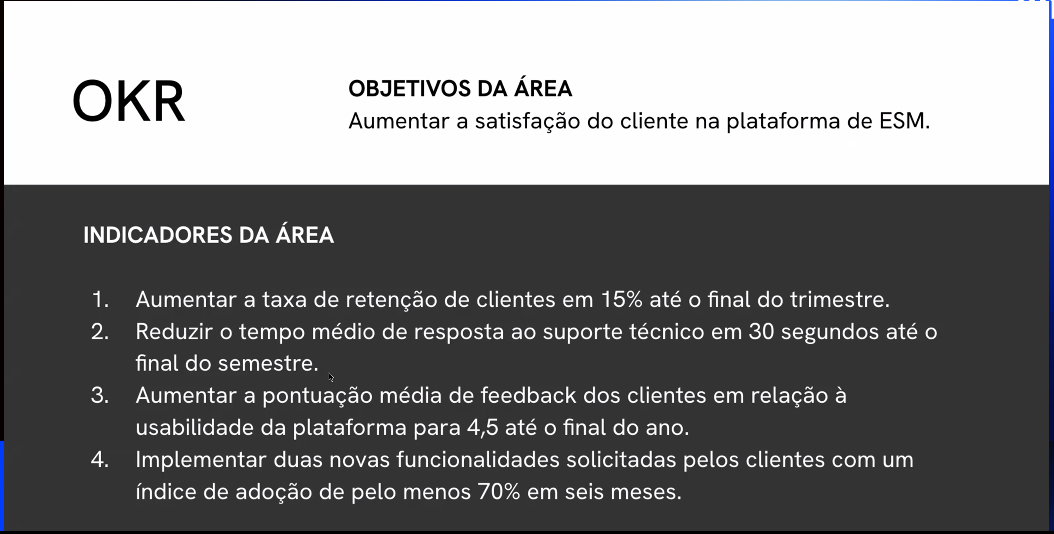 OKR
OBJETIVOS DA ÁREA
Aumentar a satisfação do cliente na plataforma de ESM.
INDICADORES DA ÁREA
1. Aumentar a taxa de retenção de clientes em 15% até o final do trimestre.
2. Reduzir o tempo médio de resposta ao suporte técnico em 30 segundos até o
final do semestre.
3. Aumentar a pontuação média de feedback dos clientes em relação à
usabilidade da plataforma para 4,5 até o final do ano.
4. Implementar duas novas funcionalidades solicitadas pelos clientes com um
índice de adoção de pelo menos 70% em seis meses.